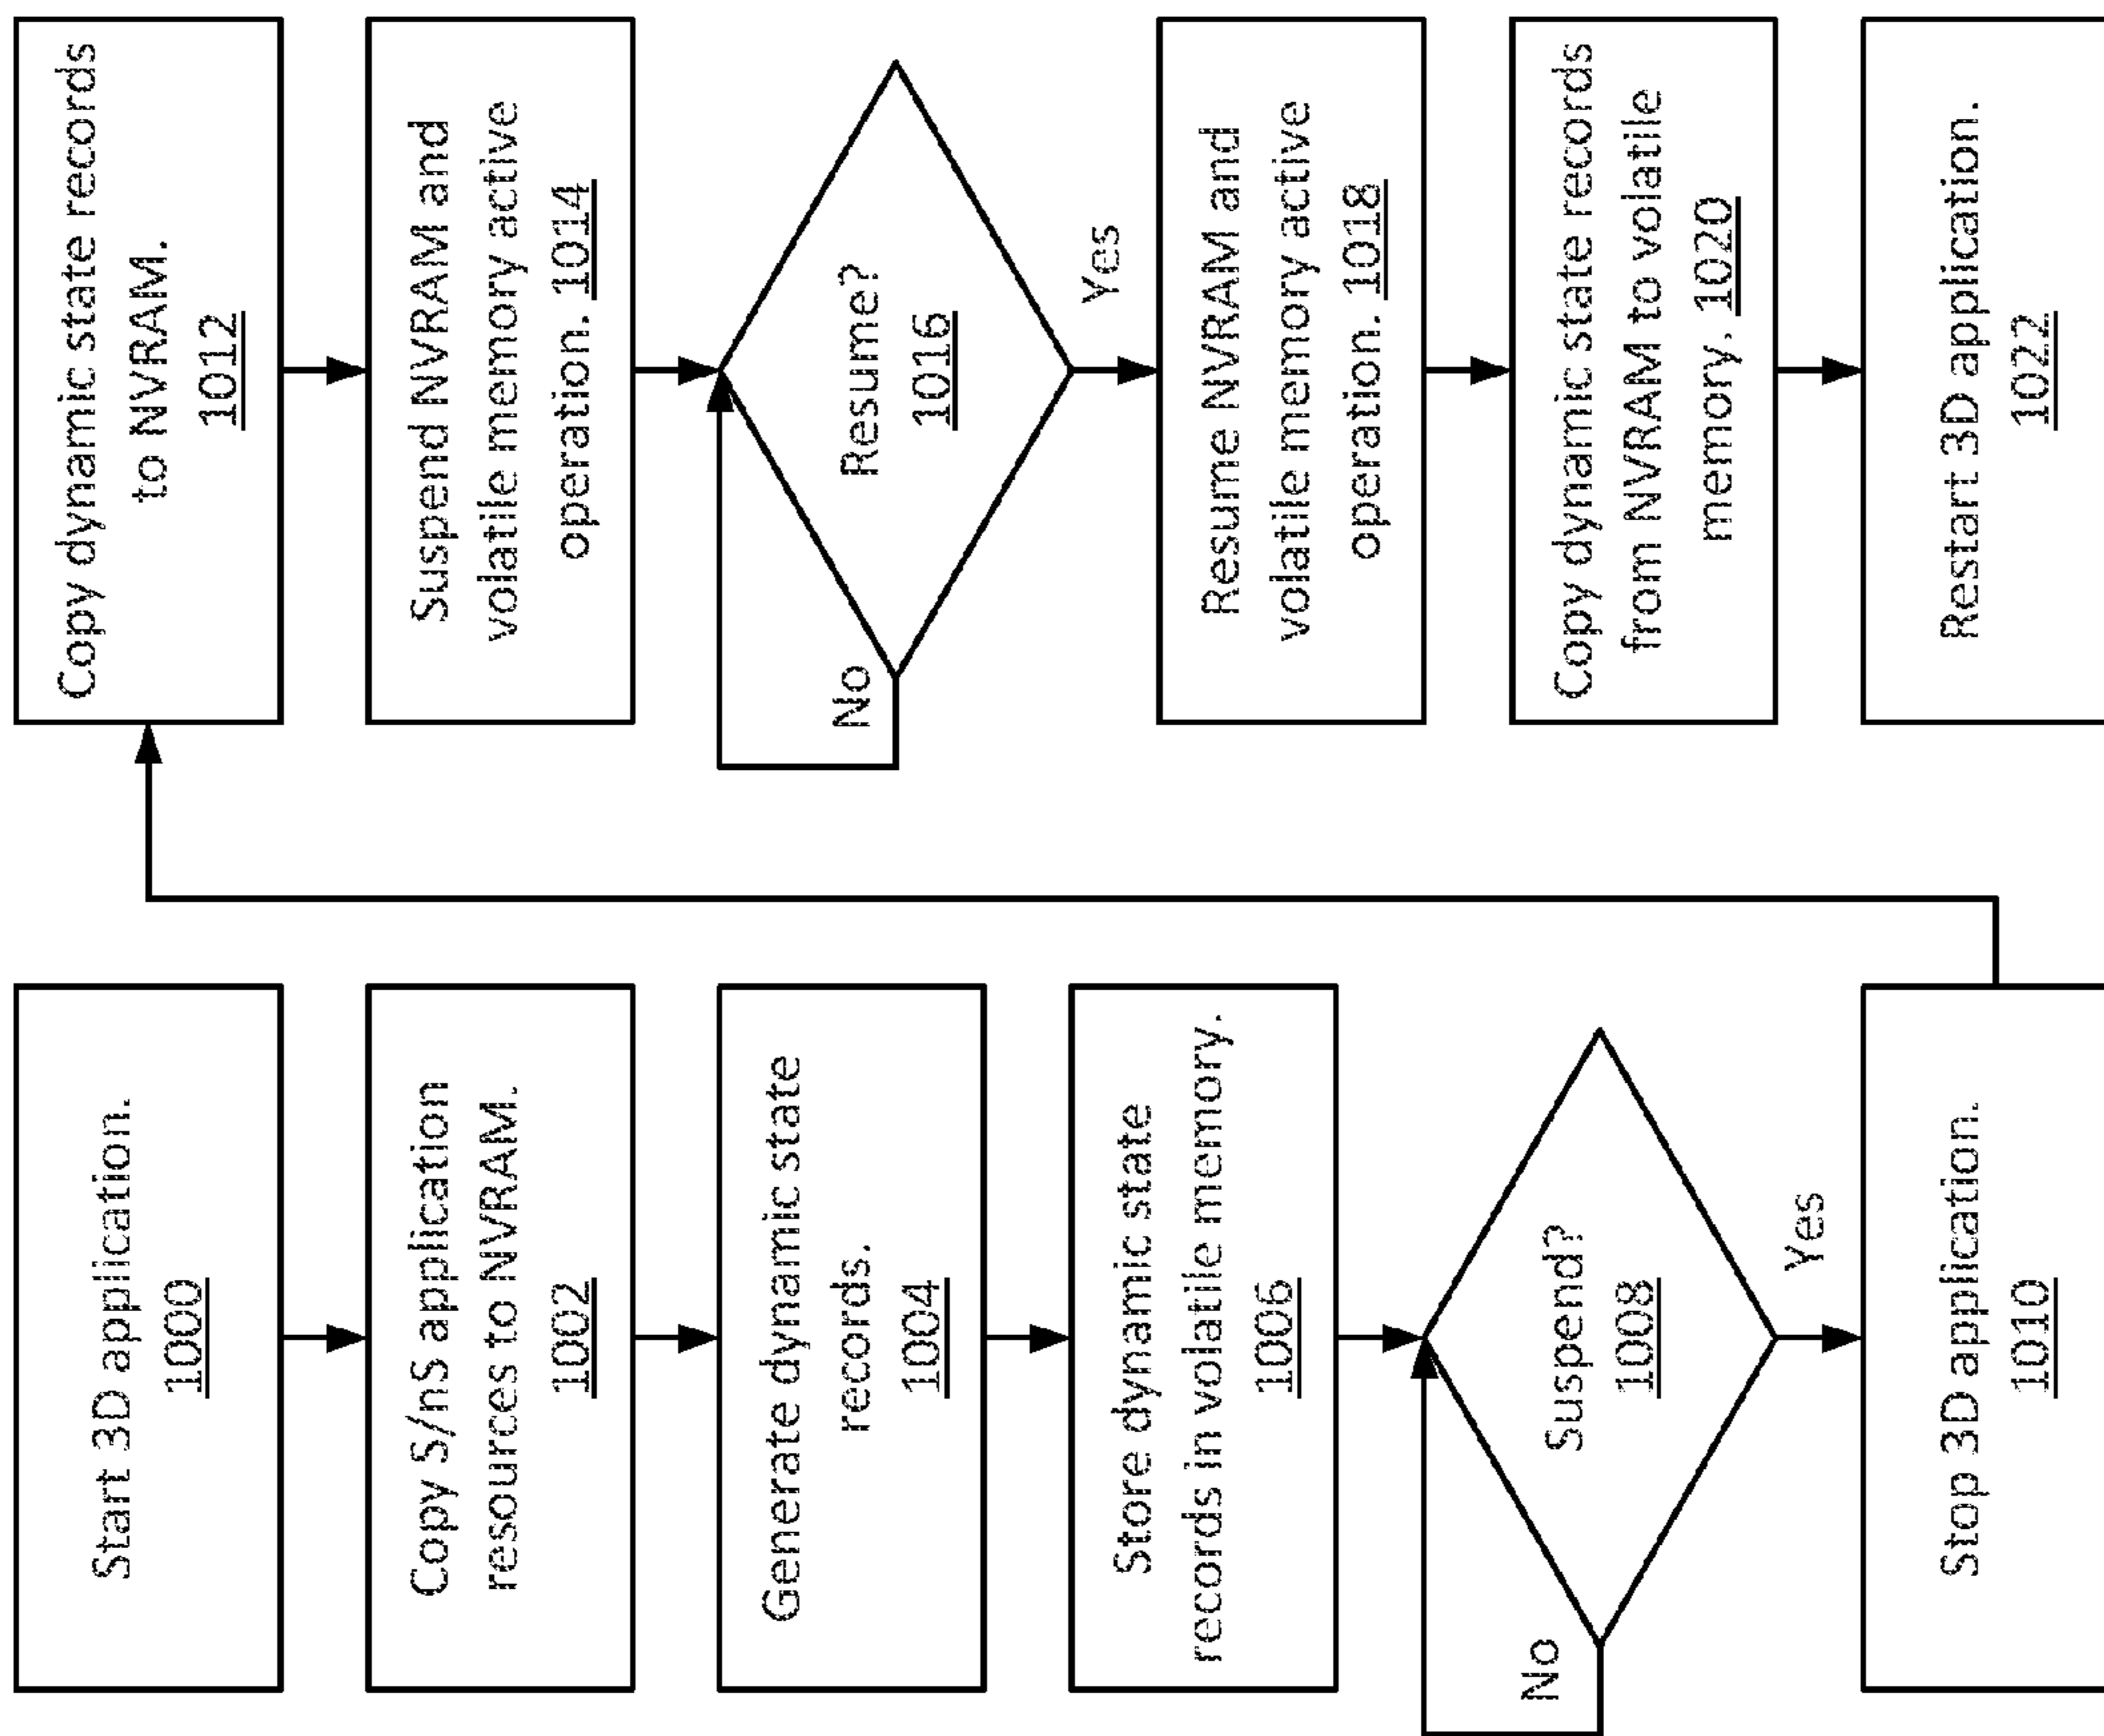 Start 3D application.
1000
Copy S/nS application
resources to NVRAM.
1002
Generate dynamic state
records.
1004
Store dynamic state
records in volatile memory.
1006
Suspend?
1008
No
Yes
Stop 3D application.
1010
Copy dynamic state records
to NVRAM.
1012
Suspend NVRAM and
volatile memory active
operation. 1014
Resume?
1016
No
Yes
Resume NVRAM and
volatile memory active
operation. 1018
Copy dynamic state records
from NVRAM to volatile
memory. 1020
Restart 3D application.
1022